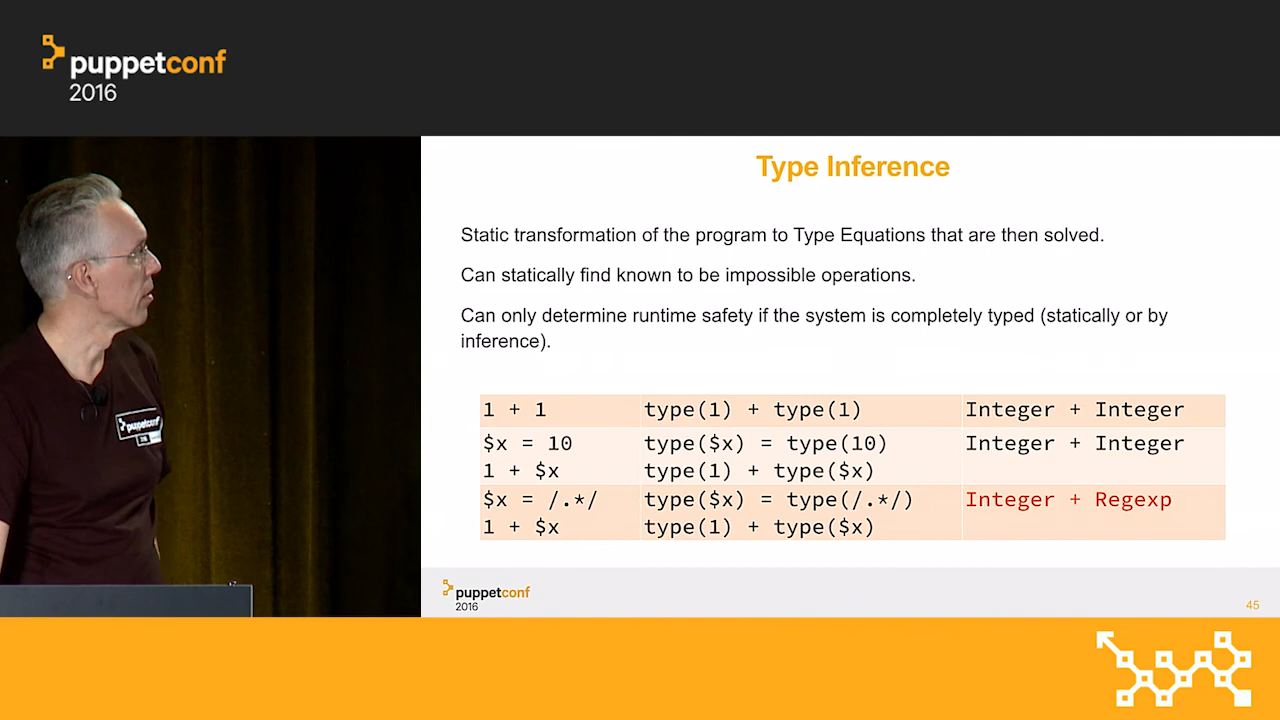 puppetconf
2016
Type Inference
Static transformation of the program to Type Equations that are then solved.
Can statically find known to be impossible operations.
Can only determine runtime safety if the system is completely typed (statically or by
inference).
1 + 1 type(1) + type(1) Integer + Integer
$x = 10 type($x) = type(10) Integer + Integer
1 + $x type(1) + type($x)
$x = /.*/ type($x) = type(/.*/) Integer + Regexp
1 + $x type(1) + type($x)
puppetconf
puppetconf
2016
45